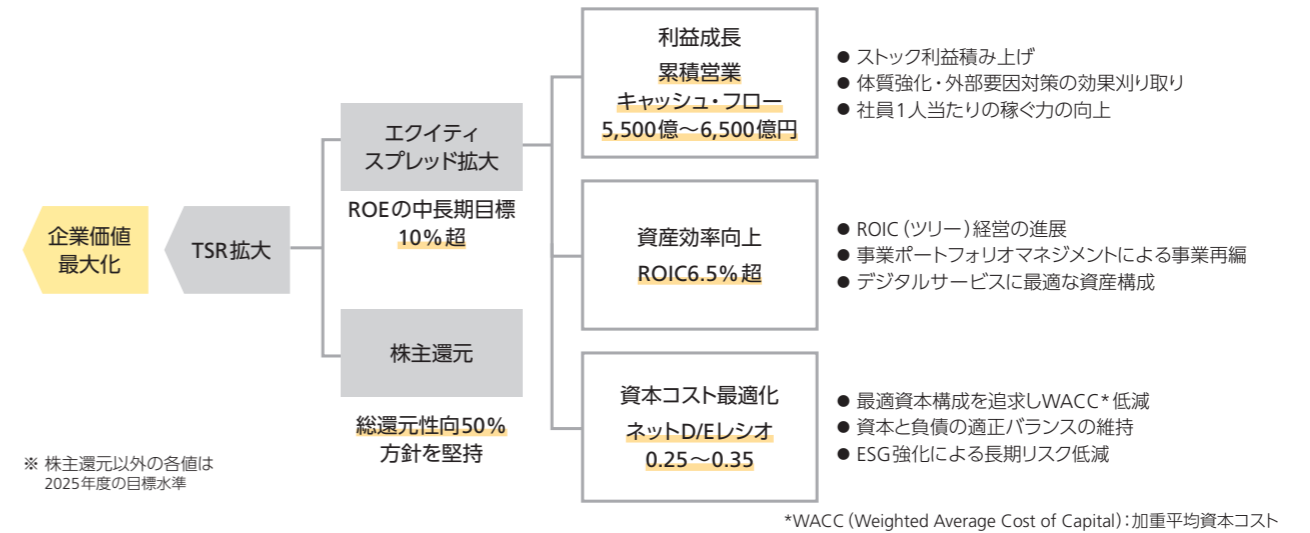 企業価値
最大化
TSR拡大
エクイティ
スプレッド拡大
ROEの中長期目標
10%超
株主還元
総還元性向50%
方針を堅持
利益成長
累積営業
キャッシュ・フロー
5,500億～6,500億円
● ストック利益積み上げ
● 体質強化・外部要因対策の効果刈り取り
● 社員1人当たりの稼ぐ力の向上
資産効率向上
ROIC6.5%超
● ROIC（ツリー）経営の進展
● 事業ポートフォリオマネジメントによる事業再編
● デジタルサービスに最適な資産構成
資本コスト最適化
ネットD/Eレシオ
0.25～0.35
● 最適資本構成を追求しWACC*低減
● 資本と負債の適正バランスの維持
● ESG強化による長期リスク低減
※ 株主還元以外の各値は
2025年度の目標水準
*WACC（Weighted Average Cost of Capital）：加重平均資本コスト